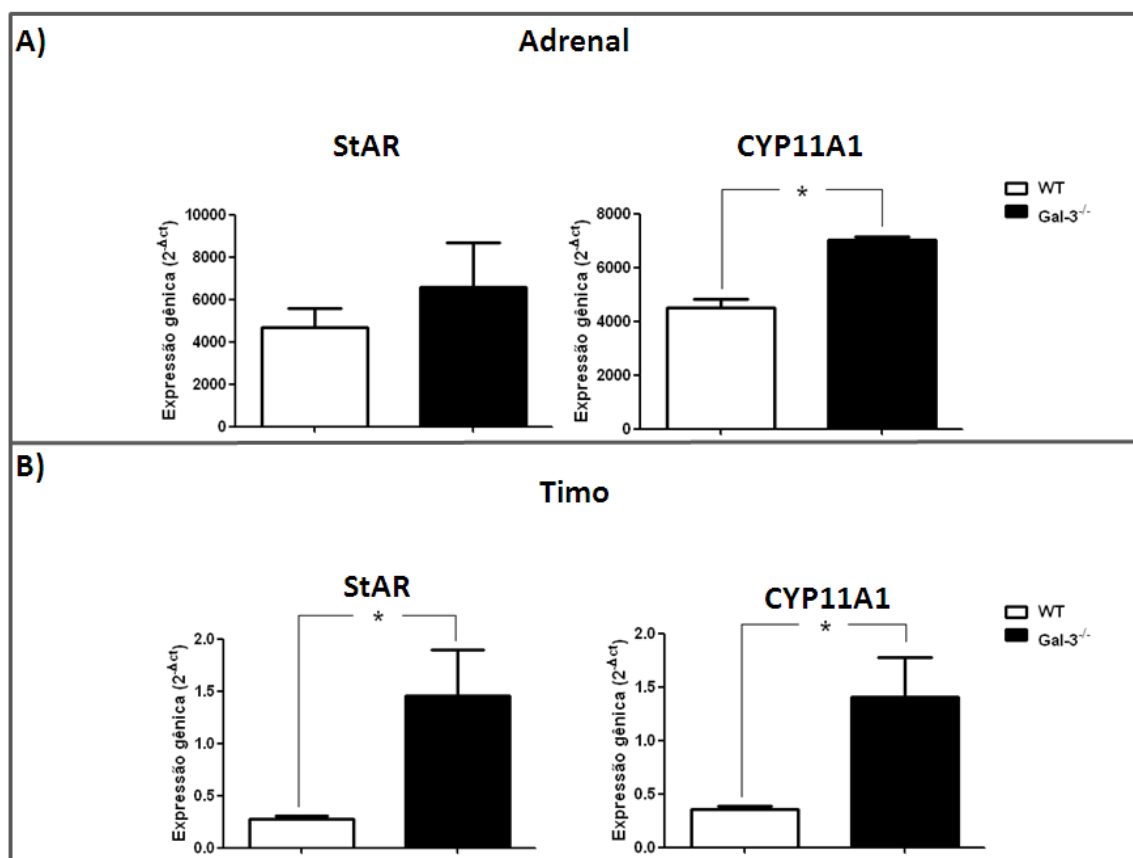 A)
Adrenal
StAR
CYP11A1
Expressão gênica (2^-Δct)
10000
8000
6000
4000
2000
0
*
Expressão gênica (2^-Δct)
8000
6000
4000
2000
0
WT
Gal-3^-/-
B)
Timo
StAR
CYP11A1
*
Expressão gênica (2^-Δct)
2.0
1.5
1.0
0.5
0.0
*
Expressão gênica (2^-Δct)
2.0
1.5
1.0
0.5
0.0
WT
Gal-3^-/-